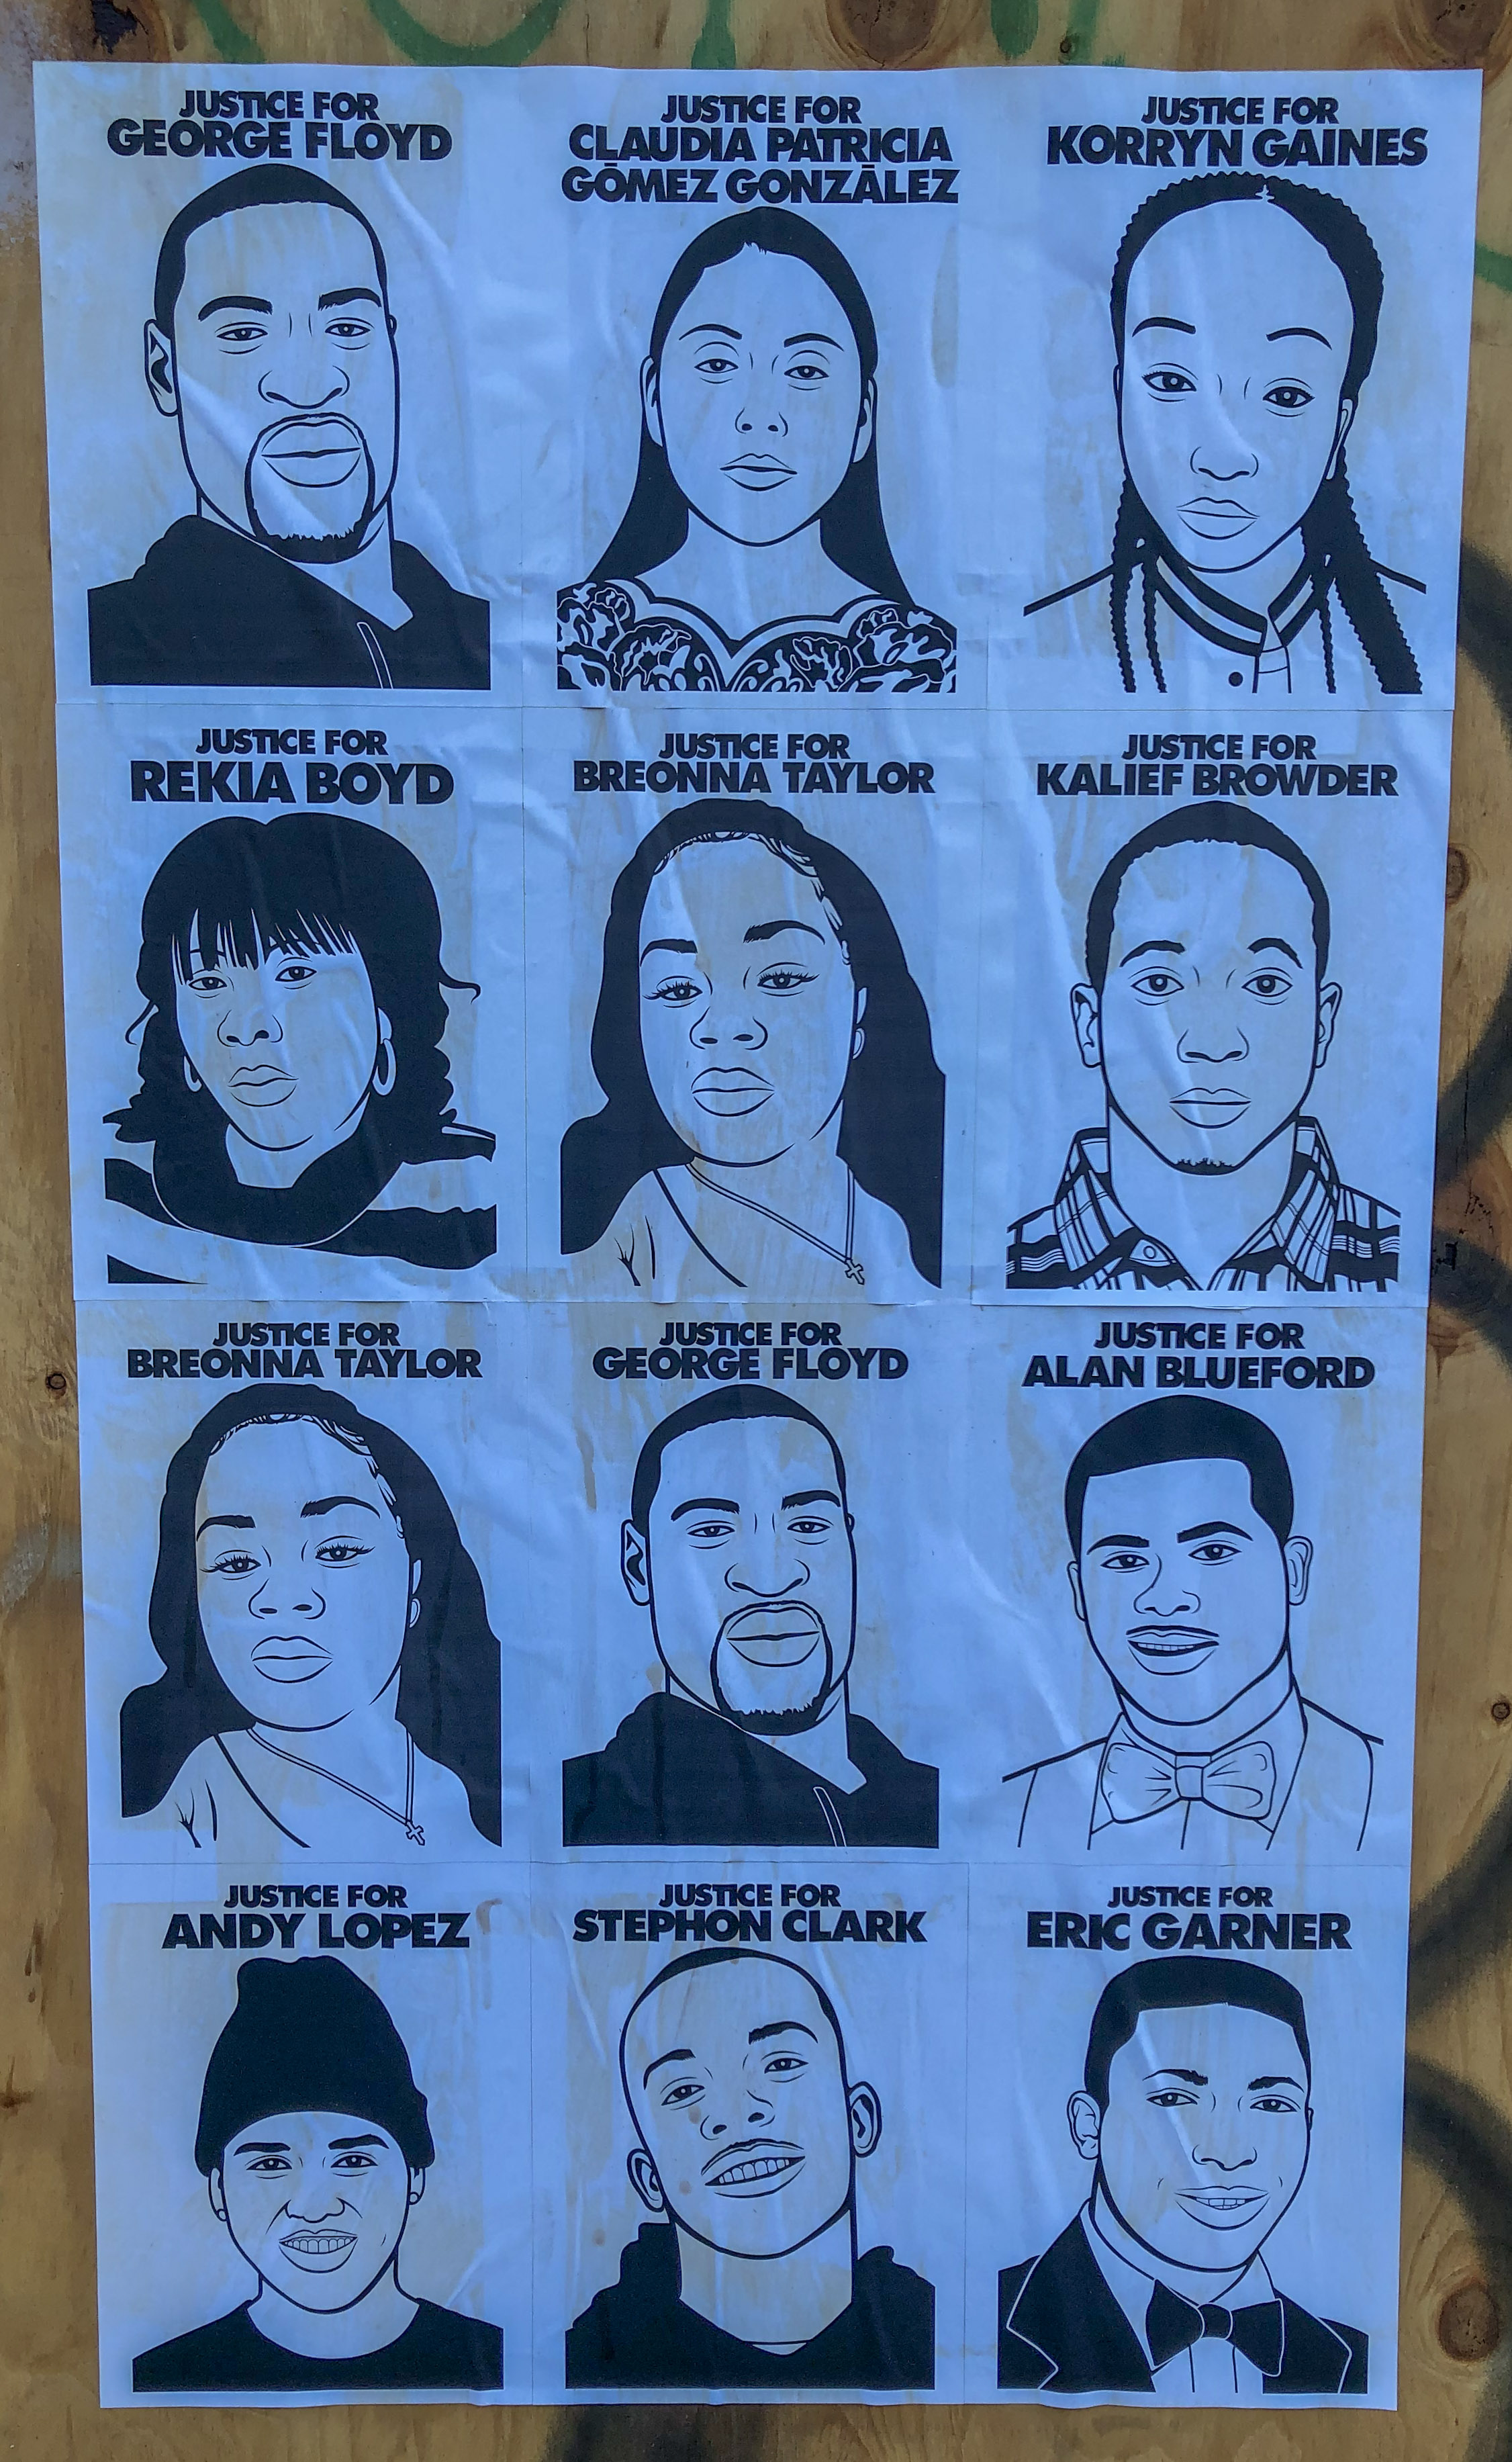 JUSTICE FOR
GEORGE FLOYD
JUSTICE FOR
CLAUDIA PATRICIA
GÓMEZ GONZÁLEZ
JUSTICE FOR
KORRYN GAINES
JUSTICE FOR
REKIA BOYD
JUSTICE FOR
BREONNA TAYLOR
JUSTICE FOR
KALIEF BROWDER
JUSTICE FOR
BREONNA TAYLOR
JUSTICE FOR
GEORGE FLOYD
JUSTICE FOR
ALAN BLUEFORD
JUSTICE FOR
ANDY LOPEZ
JUSTICE FOR
STEPHON CLARK
JUSTICE FOR
ERIC GARNER